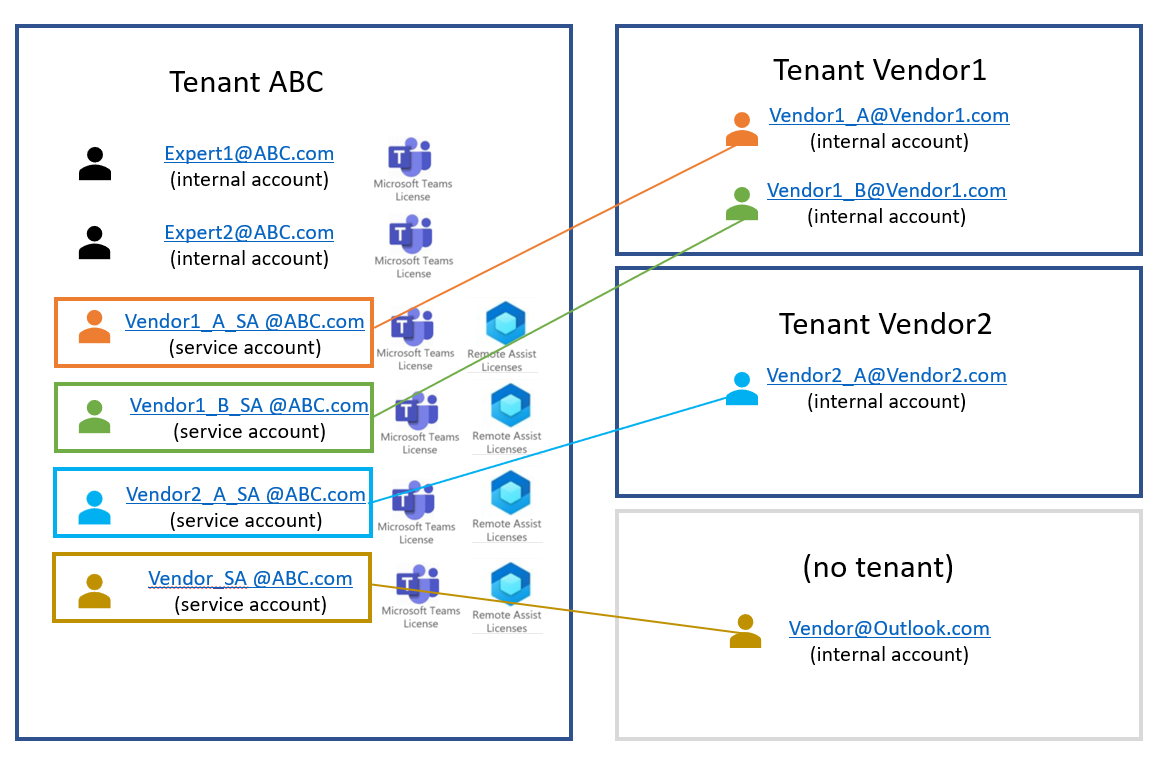 Tenant ABC
Expert1@ABC.com
(internal account)
Microsoft Teams
License
Expert2@ABC.com
(internal account)
Microsoft Teams
License
Vendor1_A_SA @ABC.com
(service account)
Microsoft Teams
License
Remote Assist
Licenses
Vendor1_B_SA @ABC.com
(service account)
Microsoft Teams
License
Remote Assist
Licenses
Vendor2_A_SA @ABC.com
(service account)
Microsoft Teams
License
Remote Assist
Licenses
Vendor_SA @ABC.com
(service account)
Microsoft Teams
License
Remote Assist
Licenses
Tenant Vendor1
Vendor1_A@Vendor1.com
(internal account)
Vendor1_B@Vendor1.com
(internal account)
Tenant Vendor2
Vendor2_A@Vendor2.com
(internal account)
(no tenant)
Vendor@Outlook.com
(internal account)